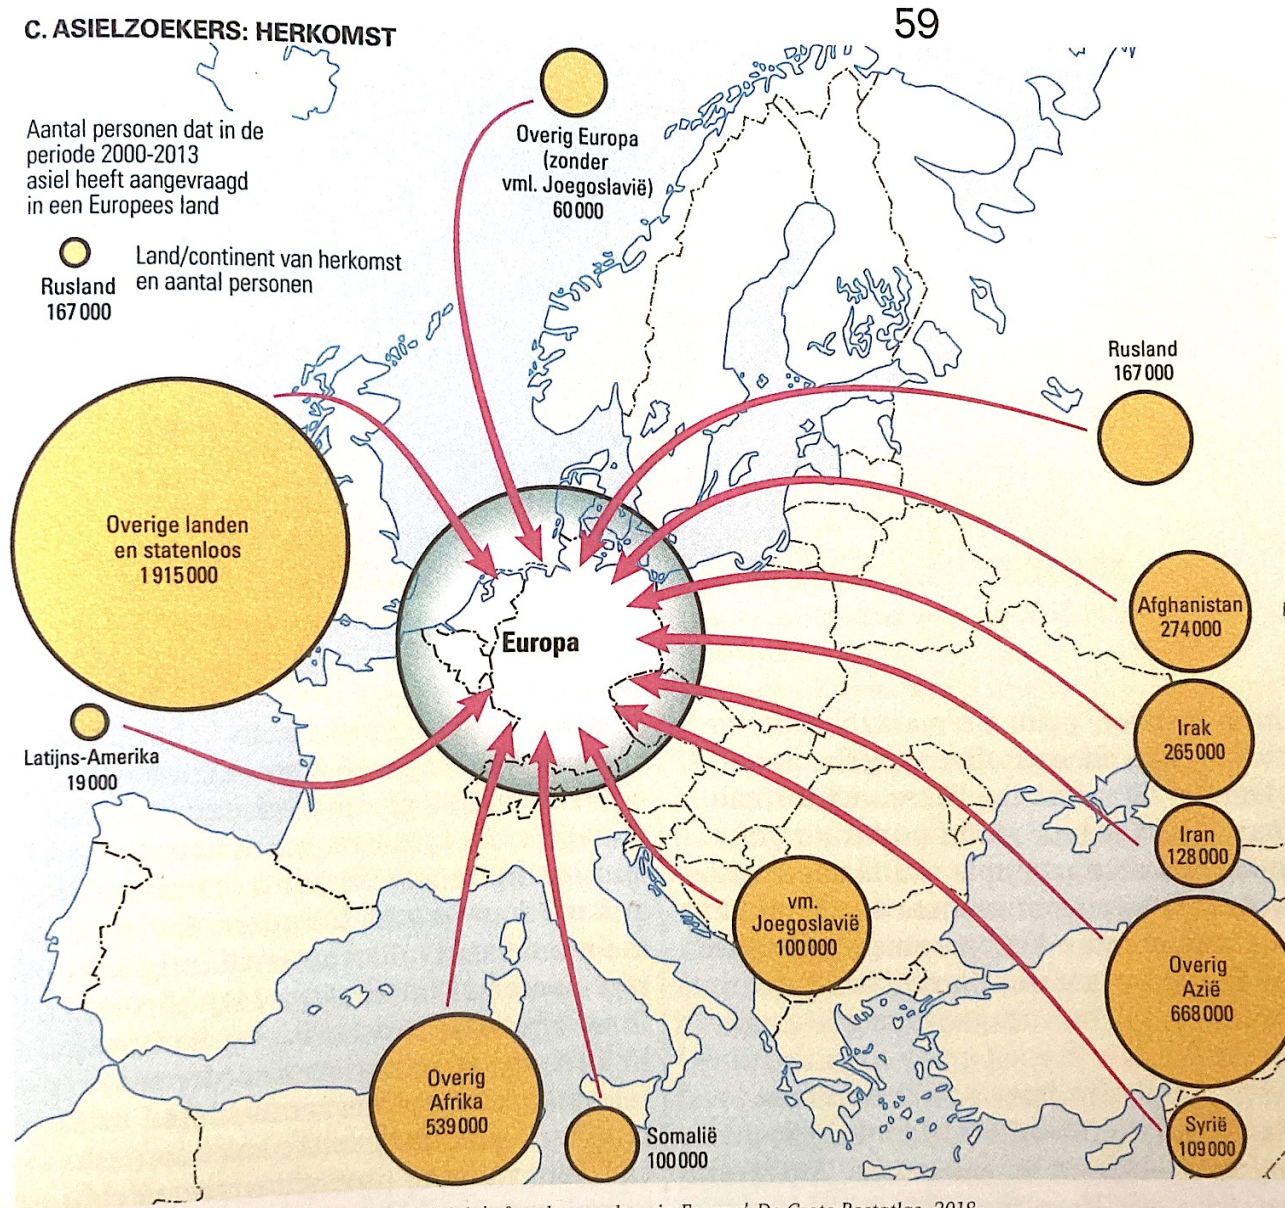 59
C. ASIELZOEKERS: HERKOMST
Aantal personen dat in de
periode 2000-2013
asiel heeft aangevraagd
in een Europees land
Rusland
167 000
Land/continent van herkomst
en aantal personen
Overig Europa
(zonder
vml. Joegoslavië)
60 000
Rusland
167 000
Overige landen
en statenloos
1 915 000
Afghanistan
274 000
Europa
Irak
265 000
Latijns-Amerika
19 000
Iran
128 000
vm.
Joegoslavië
100 000
Overig
Azië
668 000
Overig
Afrika
539 000
Somalië
100 000
Syrië
109 000
De Grote Bosatlas, 2018